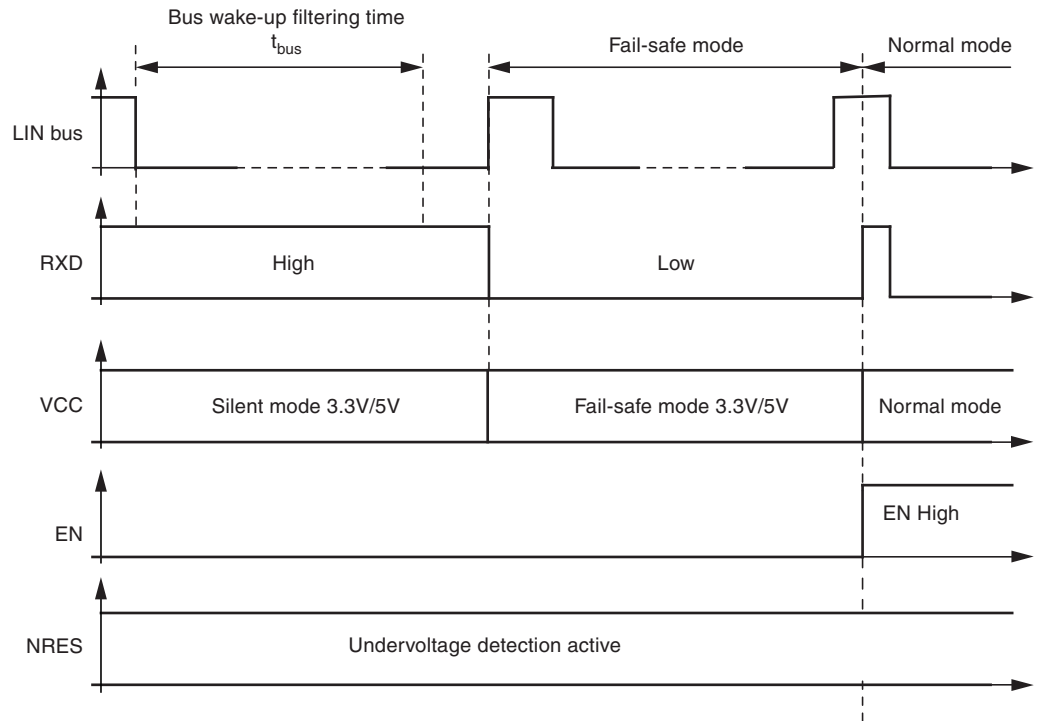 Bus wake-up filtering time
tbus
Fail-safe mode
Normal mode
LIN bus
RXD
High
Low
VCC
Silent mode 3.3V/5V
Fail-safe mode 3.3V/5V
Normal mode
EN
EN High
NRES
Undervoltage detection active